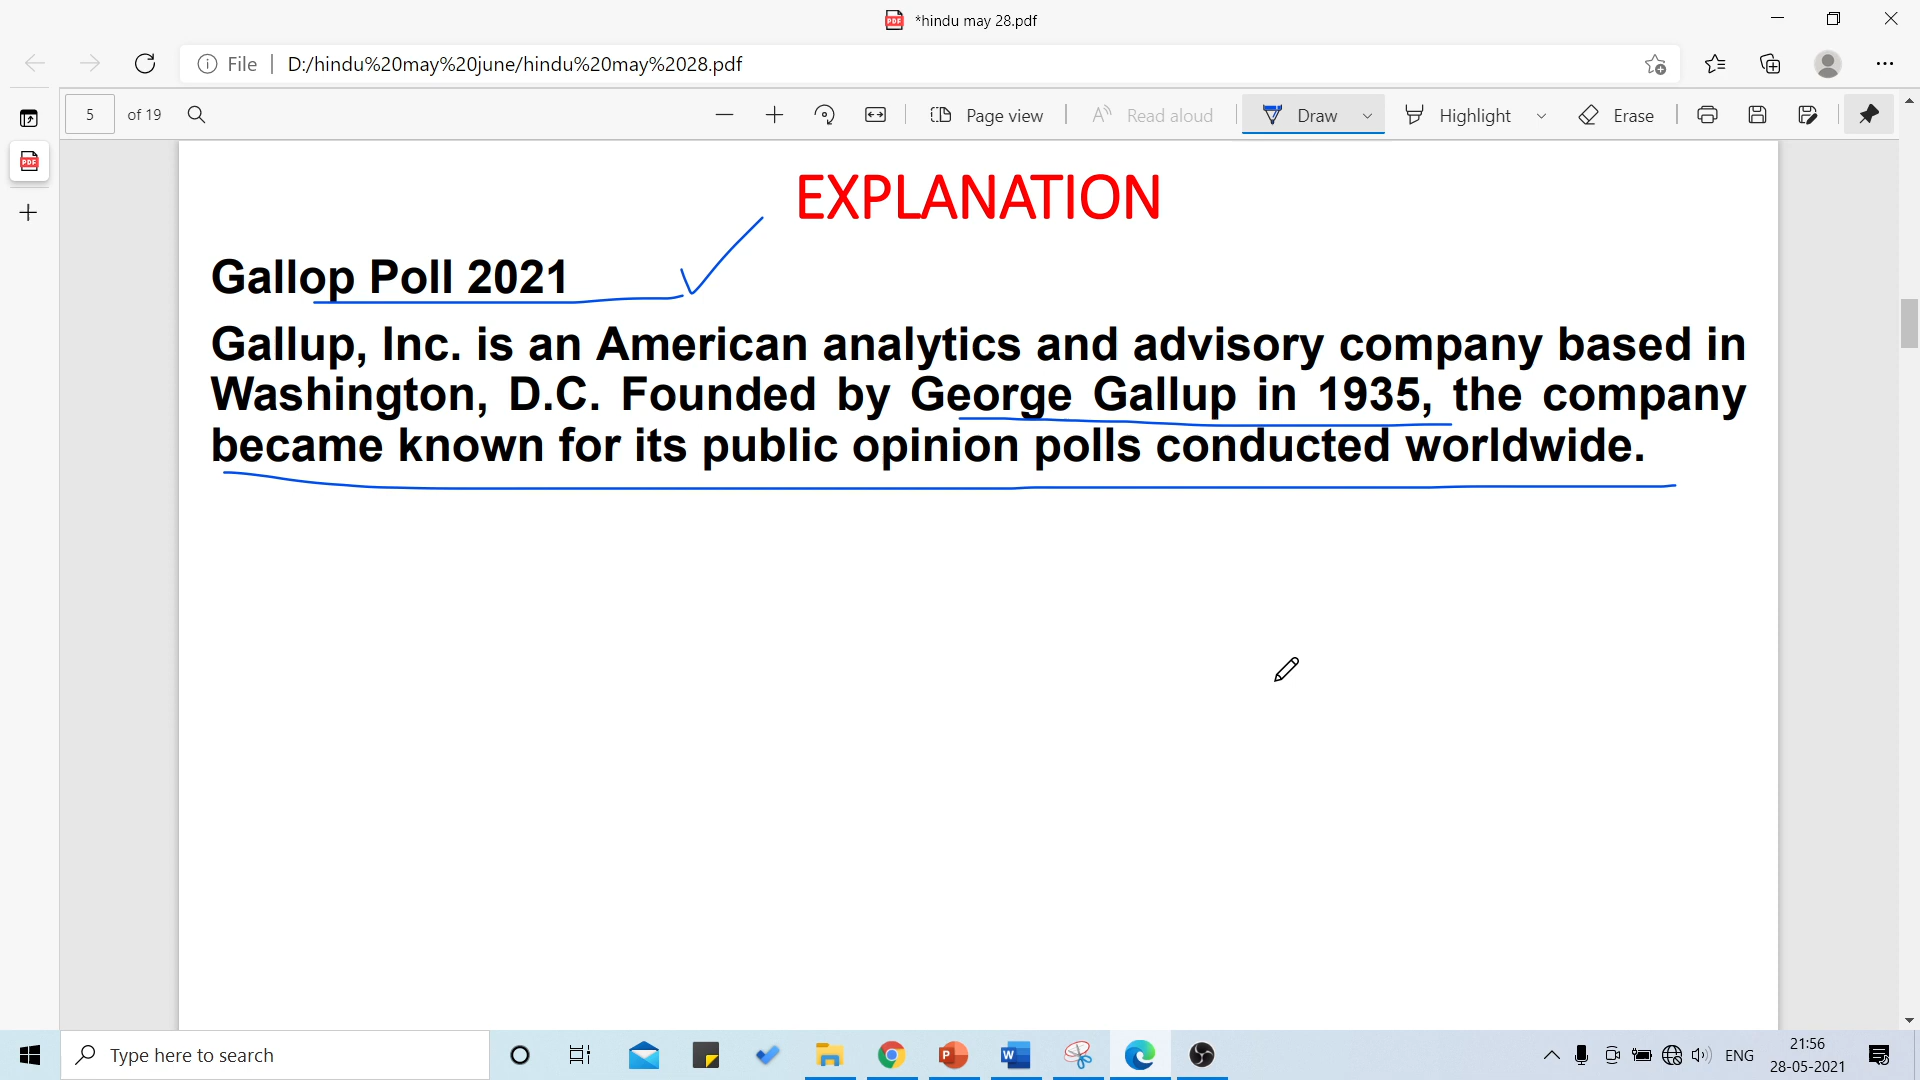 *hindu may 28.pdf
File | D:/hindu%20may%20june/hindu%20may%2028.pdf
5 of 19 Page view Read aloud Draw Highlight Erase
EXPLANATION
Gallop Poll 2021
Gallup, Inc. is an American analytics and advisory company based in
Washington, D.C. Founded by George Gallup in 1935, the company
became known for its public opinion polls conducted worldwide.
Type here to search
ENG
21:56
28-05-2021